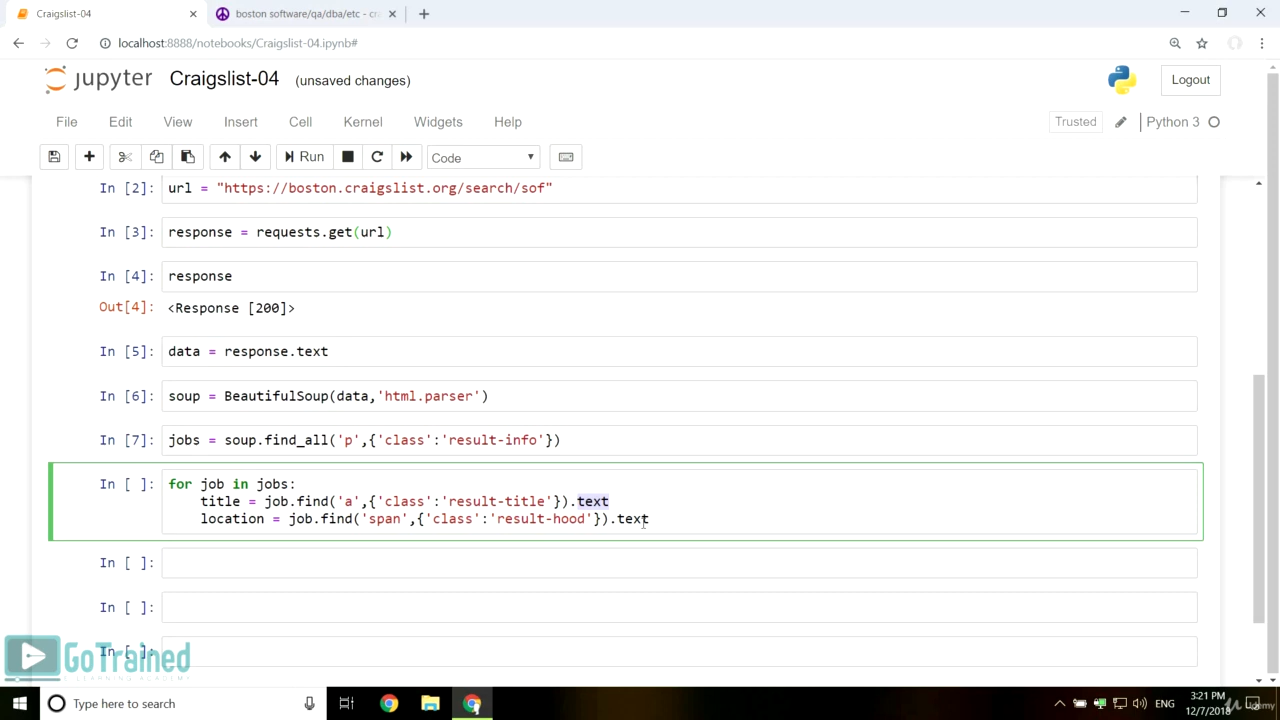 Craigslist-04
boston software/qa/dba/etc - cr
localhost:8888/notebooks/Craigslist-04.ipynb#
jupyter Craigslist-04 (unsaved changes)
Logout
File Edit View Insert Cell Kernel Widgets Help
Trusted Python 3
Run Code
In [2]: url = "https://boston.craigslist.org/search/sof"
In [3]: response = requests.get(url)
In [4]: response
Out[4]: <Response [200]>
In [5]: data = response.text
In [6]: soup = BeautifulSoup(data,'html.parser')
In [7]: jobs = soup.find_all('p',{'class':'result-info'})
In [ ]: for job in jobs:
title = job.find('a',{'class':'result-title'}).text
location = job.find('span',{'class':'result-hood'}).text
In [ ]:
In [ ]:
In [ ]:
GoTrained
ELEARNING ACADEMY
Type here to search
ENG
3:21 PM
12/7/2018
Udemy